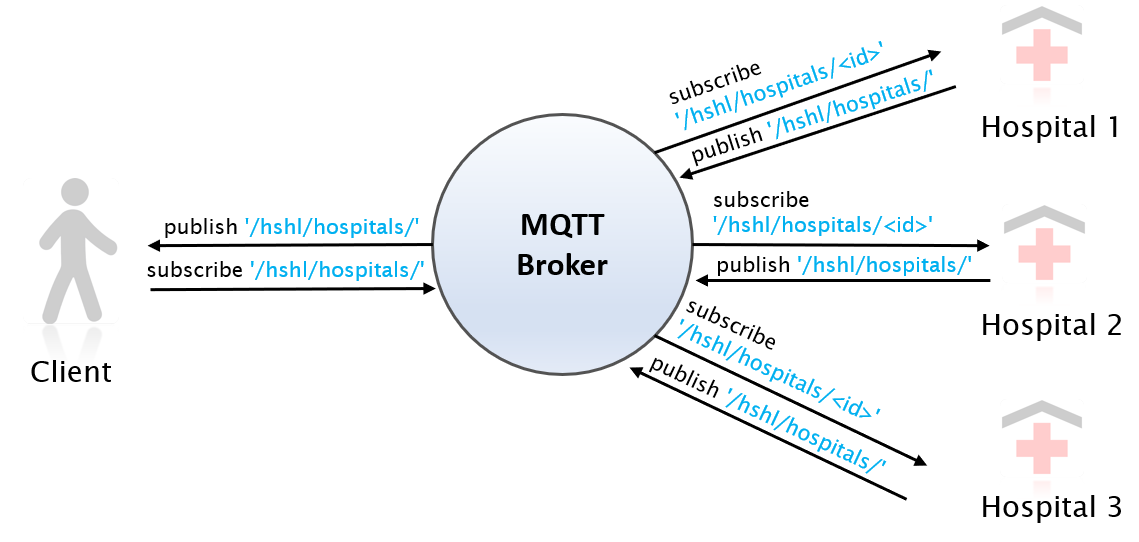 subscribe
'/hshl/hospitals/<id>'
publish '/hshl/hospitals/'
Hospital 1
publish '/hshl/hospitals/'
subscribe '/hshl/hospitals/'
Client
MQTT
Broker
subscribe
'/hshl/hospitals/<id>'
publish '/hshl/hospitals/'
Hospital 2
subscribe
'/hshl/hospitals/<id>'
publish '/hshl/hospitals/'
Hospital 3